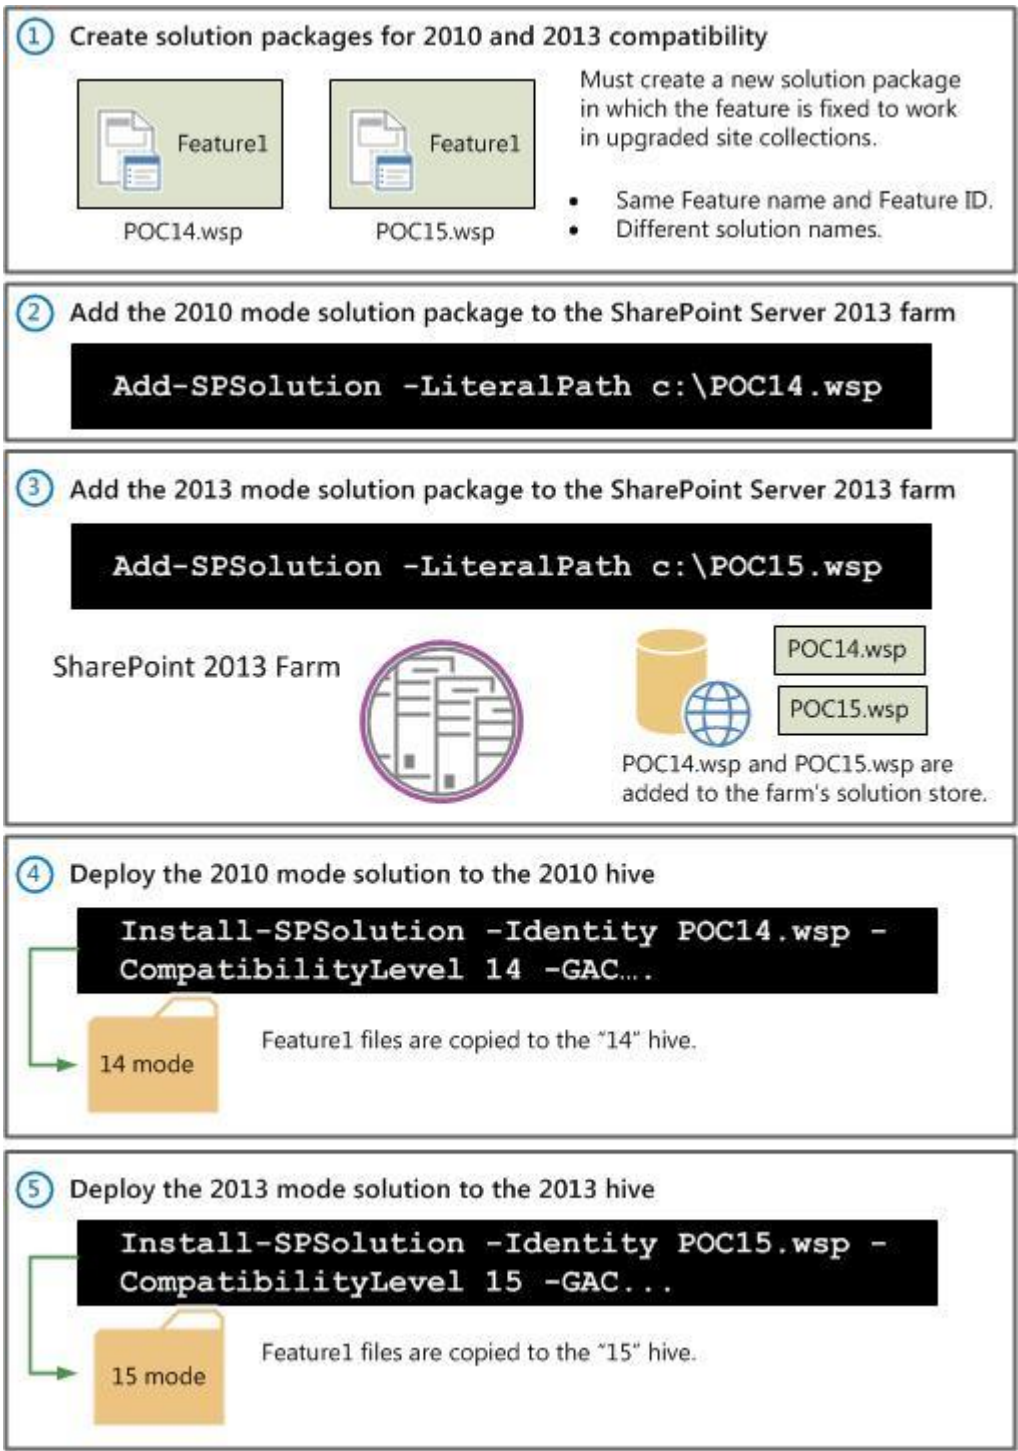 1 Create solution packages for 2010 and 2013 compatibility
Feature1
POC14.wsp
Feature1
POC15.wsp
Must create a new solution package
in which the feature is fixed to work
in upgraded site collections.
• Same Feature name and Feature ID.
• Different solution names.
2 Add the 2010 mode solution package to the SharePoint Server 2013 farm
Add-SPSolution -LiteralPath c:\POC14.wsp
3 Add the 2013 mode solution package to the SharePoint Server 2013 farm
Add-SPSolution -LiteralPath c:\POC15.wsp
SharePoint 2013 Farm
POC14.wsp
POC15.wsp
POC14.wsp and POC15.wsp are
added to the farm's solution store.
4 Deploy the 2010 mode solution to the 2010 hive
Install-SPSolution -Identity POC14.wsp -
CompatibilityLevel 14 -GAC….
14 mode
Feature1 files are copied to the "14" hive.
5 Deploy the 2013 mode solution to the 2013 hive
Install-SPSolution -Identity POC15.wsp -
CompatibilityLevel 15 -GAC...
15 mode
Feature1 files are copied to the "15" hive.